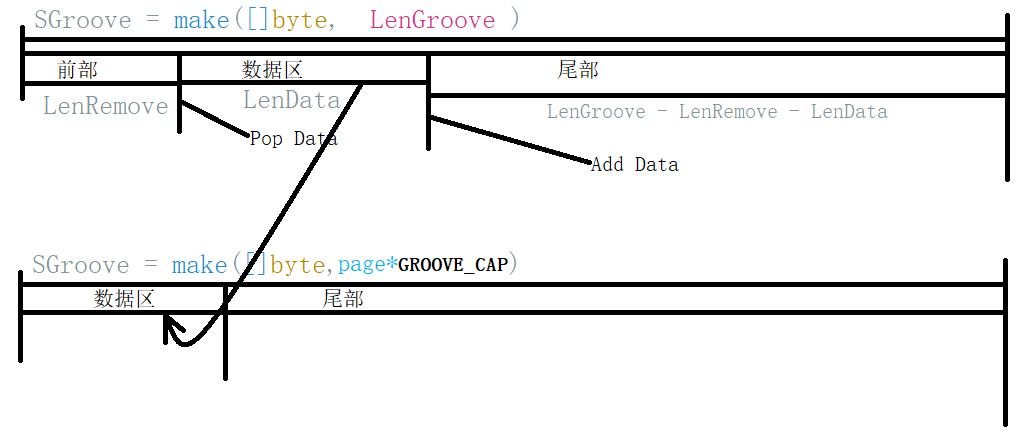 SGroove = make([]byte, LenGroove )
前部 数据区 尾部
LenRemove LenData LenGroove - LenRemove - LenData
Pop Data
Add Data
SGroove = make([]byte,page*GROOVE_CAP)
数据区 尾部